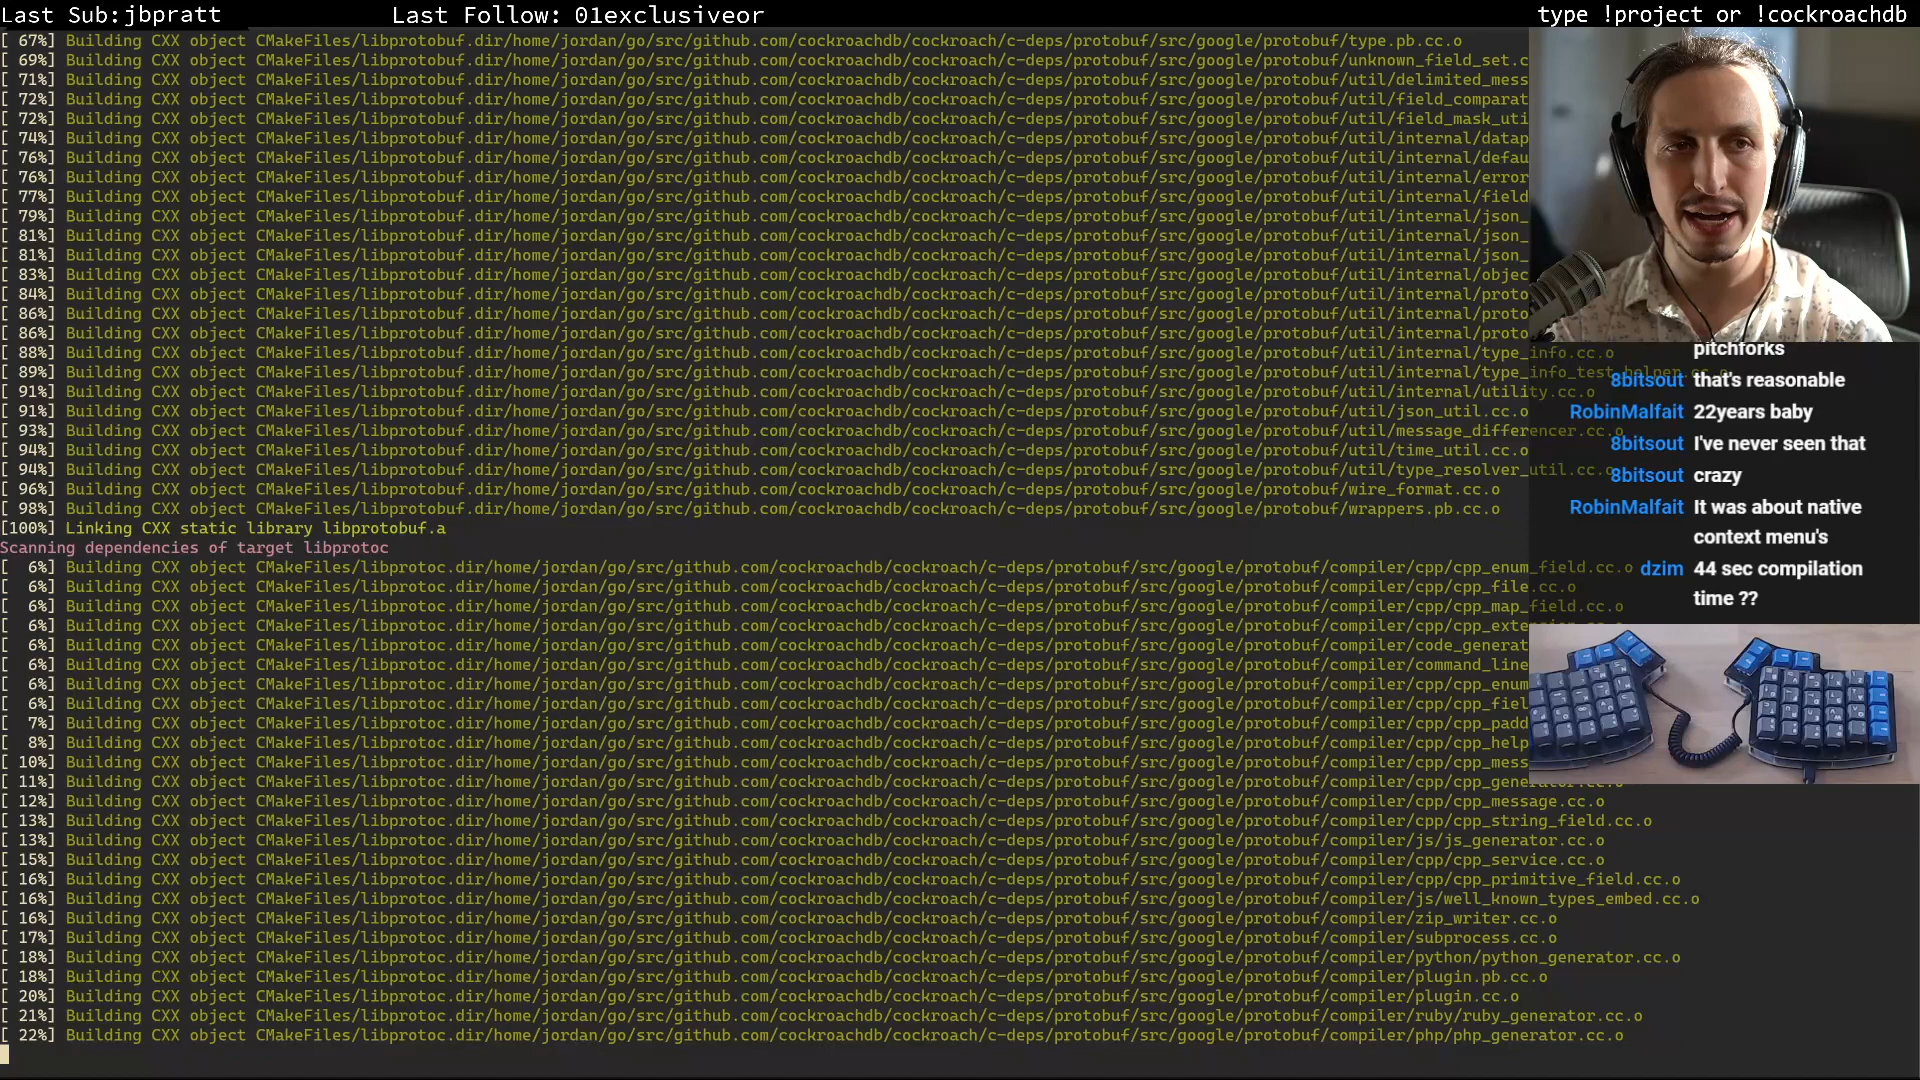 Last Sub:jbpratt
Last Follow: 01exclusiveor
type !project or !cockroachdb
[ 67%] Building CXX object CMakeFiles/libprotobuf.dir/home/jordan/go/src/github.com/cockroachdb/cockroach/c-deps/protobuf/src/google/protobuf/type.pb.cc.o
[ 69%] Building CXX object CMakeFiles/libprotobuf.dir/home/jordan/go/src/github.com/cockroachdb/cockroach/c-deps/protobuf/src/google/protobuf/unknown_field_set.c
[ 71%] Building CXX object CMakeFiles/libprotobuf.dir/home/jordan/go/src/github.com/cockroachdb/cockroach/c-deps/protobuf/src/google/protobuf/util/delimited_mess
[ 72%] Building CXX object CMakeFiles/libprotobuf.dir/home/jordan/go/src/github.com/cockroachdb/cockroach/c-deps/protobuf/src/google/protobuf/util/field_comparat
[ 72%] Building CXX object CMakeFiles/libprotobuf.dir/home/jordan/go/src/github.com/cockroachdb/cockroach/c-deps/protobuf/src/google/protobuf/util/field_mask_uti
[ 74%] Building CXX object CMakeFiles/libprotobuf.dir/home/jordan/go/src/github.com/cockroachdb/cockroach/c-deps/protobuf/src/google/protobuf/util/internal/datap
[ 76%] Building CXX object CMakeFiles/libprotobuf.dir/home/jordan/go/src/github.com/cockroachdb/cockroach/c-deps/protobuf/src/google/protobuf/util/internal/defau
[ 76%] Building CXX object CMakeFiles/libprotobuf.dir/home/jordan/go/src/github.com/cockroachdb/cockroach/c-deps/protobuf/src/google/protobuf/util/internal/error
[ 77%] Building CXX object CMakeFiles/libprotobuf.dir/home/jordan/go/src/github.com/cockroachdb/cockroach/c-deps/protobuf/src/google/protobuf/util/internal/field
[ 79%] Building CXX object CMakeFiles/libprotobuf.dir/home/jordan/go/src/github.com/cockroachdb/cockroach/c-deps/protobuf/src/google/protobuf/util/internal/json_
[ 81%] Building CXX object CMakeFiles/libprotobuf.dir/home/jordan/go/src/github.com/cockroachdb/cockroach/c-deps/protobuf/src/google/protobuf/util/internal/json_
[ 81%] Building CXX object CMakeFiles/libprotobuf.dir/home/jordan/go/src/github.com/cockroachdb/cockroach/c-deps/protobuf/src/google/protobuf/util/internal/json_
[ 83%] Building CXX object CMakeFiles/libprotobuf.dir/home/jordan/go/src/github.com/cockroachdb/cockroach/c-deps/protobuf/src/google/protobuf/util/internal/objec
[ 84%] Building CXX object CMakeFiles/libprotobuf.dir/home/jordan/go/src/github.com/cockroachdb/cockroach/c-deps/protobuf/src/google/protobuf/util/internal/proto
[ 86%] Building CXX object CMakeFiles/libprotobuf.dir/home/jordan/go/src/github.com/cockroachdb/cockroach/c-deps/protobuf/src/google/protobuf/util/internal/proto
[ 86%] Building CXX object CMakeFiles/libprotobuf.dir/home/jordan/go/src/github.com/cockroachdb/cockroach/c-deps/protobuf/src/google/protobuf/util/internal/proto
[ 88%] Building CXX object CMakeFiles/libprotobuf.dir/home/jordan/go/src/github.com/cockroachdb/cockroach/c-deps/protobuf/src/google/protobuf/util/internal/type_info.cc.o
[ 89%] Building CXX object CMakeFiles/libprotobuf.dir/home/jordan/go/src/github.com/cockroachdb/cockroach/c-deps/protobuf/src/google/protobuf/util/internal/type_info_test_helper.cc.o
[ 91%] Building CXX object CMakeFiles/libprotobuf.dir/home/jordan/go/src/github.com/cockroachdb/cockroach/c-deps/protobuf/src/google/protobuf/util/internal/utility.cc.o
[ 91%] Building CXX object CMakeFiles/libprotobuf.dir/home/jordan/go/src/github.com/cockroachdb/cockroach/c-deps/protobuf/src/google/protobuf/util/json_util.cc.o
[ 93%] Building CXX object CMakeFiles/libprotobuf.dir/home/jordan/go/src/github.com/cockroachdb/cockroach/c-deps/protobuf/src/google/protobuf/util/message_differencer.cc.o
[ 94%] Building CXX object CMakeFiles/libprotobuf.dir/home/jordan/go/src/github.com/cockroachdb/cockroach/c-deps/protobuf/src/google/protobuf/util/time_util.cc.o
[ 94%] Building CXX object CMakeFiles/libprotobuf.dir/home/jordan/go/src/github.com/cockroachdb/cockroach/c-deps/protobuf/src/google/protobuf/util/type_resolver_util.cc.o
[ 96%] Building CXX object CMakeFiles/libprotobuf.dir/home/jordan/go/src/github.com/cockroachdb/cockroach/c-deps/protobuf/src/google/protobuf/wire_format.cc.o
[ 98%] Building CXX object CMakeFiles/libprotobuf.dir/home/jordan/go/src/github.com/cockroachdb/cockroach/c-deps/protobuf/src/google/protobuf/wrappers.pb.cc.o
[100%] Linking CXX static library libprotobuf.a
Scanning dependencies of target libprotoc
[  6%] Building CXX object CMakeFiles/libprotoc.dir/home/jordan/go/src/github.com/cockroachdb/cockroach/c-deps/protobuf/src/google/protobuf/compiler/cpp/cpp_enum_field.cc.o
[  6%] Building CXX object CMakeFiles/libprotoc.dir/home/jordan/go/src/github.com/cockroachdb/cockroach/c-deps/protobuf/src/google/protobuf/compiler/cpp/cpp_file.cc.o
[  6%] Building CXX object CMakeFiles/libprotoc.dir/home/jordan/go/src/github.com/cockroachdb/cockroach/c-deps/protobuf/src/google/protobuf/compiler/cpp/cpp_map_field.cc.o
[  6%] Building CXX object CMakeFiles/libprotoc.dir/home/jordan/go/src/github.com/cockroachdb/cockroach/c-deps/protobuf/src/google/protobuf/compiler/cpp/cpp_exten
[  6%] Building CXX object CMakeFiles/libprotoc.dir/home/jordan/go/src/github.com/cockroachdb/cockroach/c-deps/protobuf/src/google/protobuf/compiler/code_generat
[  6%] Building CXX object CMakeFiles/libprotoc.dir/home/jordan/go/src/github.com/cockroachdb/cockroach/c-deps/protobuf/src/google/protobuf/compiler/command_line
[  6%] Building CXX object CMakeFiles/libprotoc.dir/home/jordan/go/src/github.com/cockroachdb/cockroach/c-deps/protobuf/src/google/protobuf/compiler/cpp/cpp_enum
[  6%] Building CXX object CMakeFiles/libprotoc.dir/home/jordan/go/src/github.com/cockroachdb/cockroach/c-deps/protobuf/src/google/protobuf/compiler/cpp/cpp_fiel
[  7%] Building CXX object CMakeFiles/libprotoc.dir/home/jordan/go/src/github.com/cockroachdb/cockroach/c-deps/protobuf/src/google/protobuf/compiler/cpp/cpp_padd
[  8%] Building CXX object CMakeFiles/libprotoc.dir/home/jordan/go/src/github.com/cockroachdb/cockroach/c-deps/protobuf/src/google/protobuf/compiler/cpp/cpp_help
[ 10%] Building CXX object CMakeFiles/libprotoc.dir/home/jordan/go/src/github.com/cockroachdb/cockroach/c-deps/protobuf/src/google/protobuf/compiler/cpp/cpp_mess
[ 11%] Building CXX object CMakeFiles/libprotoc.dir/home/jordan/go/src/github.com/cockroachdb/cockroach/c-deps/protobuf/src/google/protobuf/compiler/cpp/cpp_generator.cc.o
[ 12%] Building CXX object CMakeFiles/libprotoc.dir/home/jordan/go/src/github.com/cockroachdb/cockroach/c-deps/protobuf/src/google/protobuf/compiler/cpp/cpp_message.cc.o
[ 13%] Building CXX object CMakeFiles/libprotoc.dir/home/jordan/go/src/github.com/cockroachdb/cockroach/c-deps/protobuf/src/google/protobuf/compiler/cpp/cpp_string_field.cc.o
[ 13%] Building CXX object CMakeFiles/libprotoc.dir/home/jordan/go/src/github.com/cockroachdb/cockroach/c-deps/protobuf/src/google/protobuf/compiler/js/js_generator.cc.o
[ 15%] Building CXX object CMakeFiles/libprotoc.dir/home/jordan/go/src/github.com/cockroachdb/cockroach/c-deps/protobuf/src/google/protobuf/compiler/cpp/cpp_service.cc.o
[ 16%] Building CXX object CMakeFiles/libprotoc.dir/home/jordan/go/src/github.com/cockroachdb/cockroach/c-deps/protobuf/src/google/protobuf/compiler/cpp/cpp_primitive_field.cc.o
[ 16%] Building CXX object CMakeFiles/libprotoc.dir/home/jordan/go/src/github.com/cockroachdb/cockroach/c-deps/protobuf/src/google/protobuf/compiler/js/well_known_types_embed.cc.o
[ 16%] Building CXX object CMakeFiles/libprotoc.dir/home/jordan/go/src/github.com/cockroachdb/cockroach/c-deps/protobuf/src/google/protobuf/compiler/zip_writer.cc.o
[ 17%] Building CXX object CMakeFiles/libprotoc.dir/home/jordan/go/src/github.com/cockroachdb/cockroach/c-deps/protobuf/src/google/protobuf/compiler/subprocess.cc.o
[ 18%] Building CXX object CMakeFiles/libprotoc.dir/home/jordan/go/src/github.com/cockroachdb/cockroach/c-deps/protobuf/src/google/protobuf/compiler/python/python_generator.cc.o
[ 18%] Building CXX object CMakeFiles/libprotoc.dir/home/jordan/go/src/github.com/cockroachdb/cockroach/c-deps/protobuf/src/google/protobuf/compiler/plugin.pb.cc.o
[ 20%] Building CXX object CMakeFiles/libprotoc.dir/home/jordan/go/src/github.com/cockroachdb/cockroach/c-deps/protobuf/src/google/protobuf/compiler/plugin.cc.o
[ 21%] Building CXX object CMakeFiles/libprotoc.dir/home/jordan/go/src/github.com/cockroachdb/cockroach/c-deps/protobuf/src/google/protobuf/compiler/ruby/ruby_generator.cc.o
[ 22%] Building CXX object CMakeFiles/libprotoc.dir/home/jordan/go/src/github.com/cockroachdb/cockroach/c-deps/protobuf/src/google/protobuf/compiler/php/php_generator.cc.o
pitchforks
8bitsout that's reasonable
RobinMalfait 22years baby
8bitsout I've never seen that
8bitsout crazy
RobinMalfait It was about native
context menu's
dzim 44 sec compilation
time ??